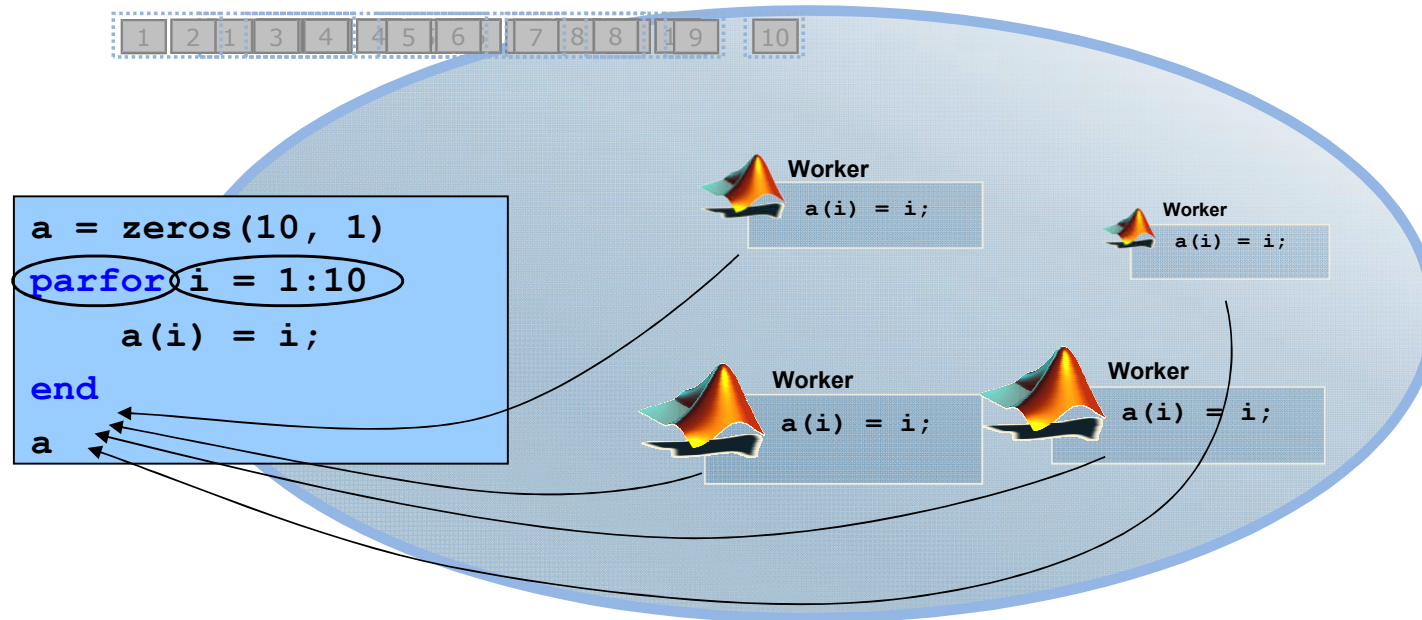 1 2 1 3 4 4 5 6 7 8 8 1 9 10
a = zeros(10, 1)
parfor i = 1:10
a(i) = i;
end
a
Worker
a(i) = i;
Worker
a(i) = i;
Worker
a(i) = i;
Worker
a(i) = i;